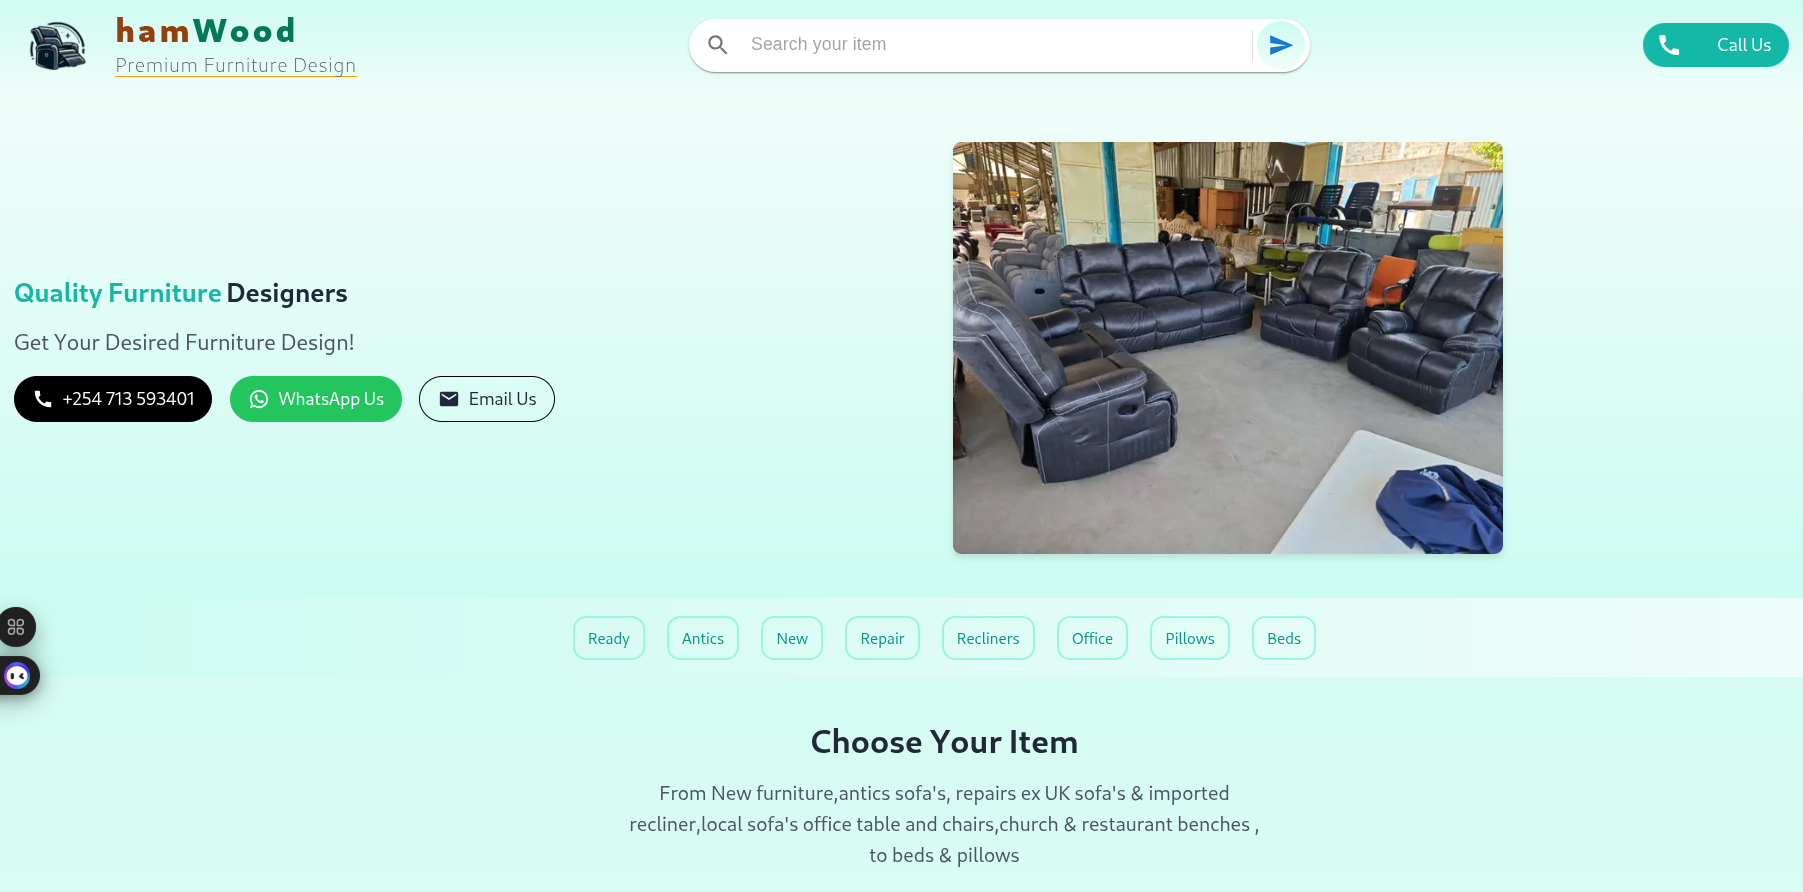 hamWood
Premium Furniture Design
Search your item
Call Us
Quality Furniture Designers
Get Your Desired Furniture Design!
+254 713 593401
WhatsApp Us
Email Us
Ready
Antics
New
Repair
Recliners
Office
Pillows
Beds
Choose Your Item
From New furniture,antics sofa's, repairs ex UK sofa's & imported
recliner,local sofa's office table and chairs,church & restaurant benches ,
to beds & pillows